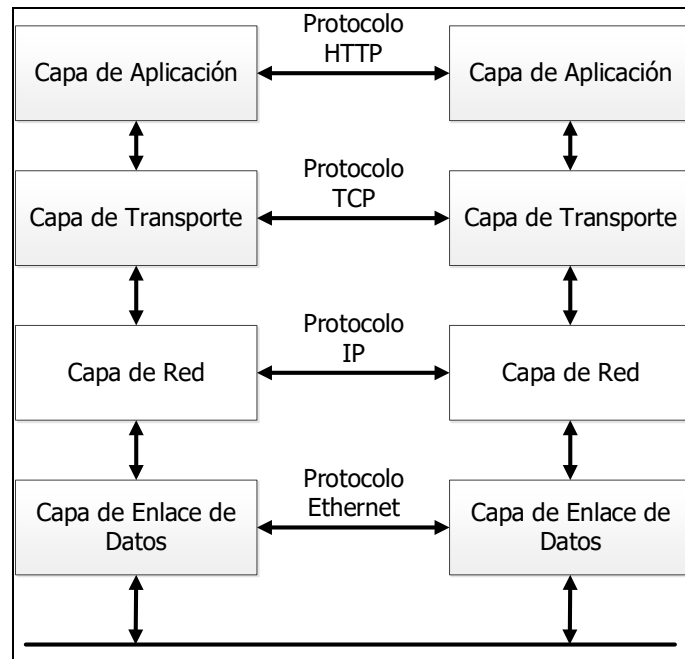 Protocolo
HTTP
Capa de Aplicación
Capa de Aplicación
Protocolo
TCP
Capa de Transporte
Capa de Transporte
Protocolo
IP
Capa de Red
Capa de Red
Protocolo
Ethernet
Capa de Enlace de
Datos
Capa de Enlace de
Datos